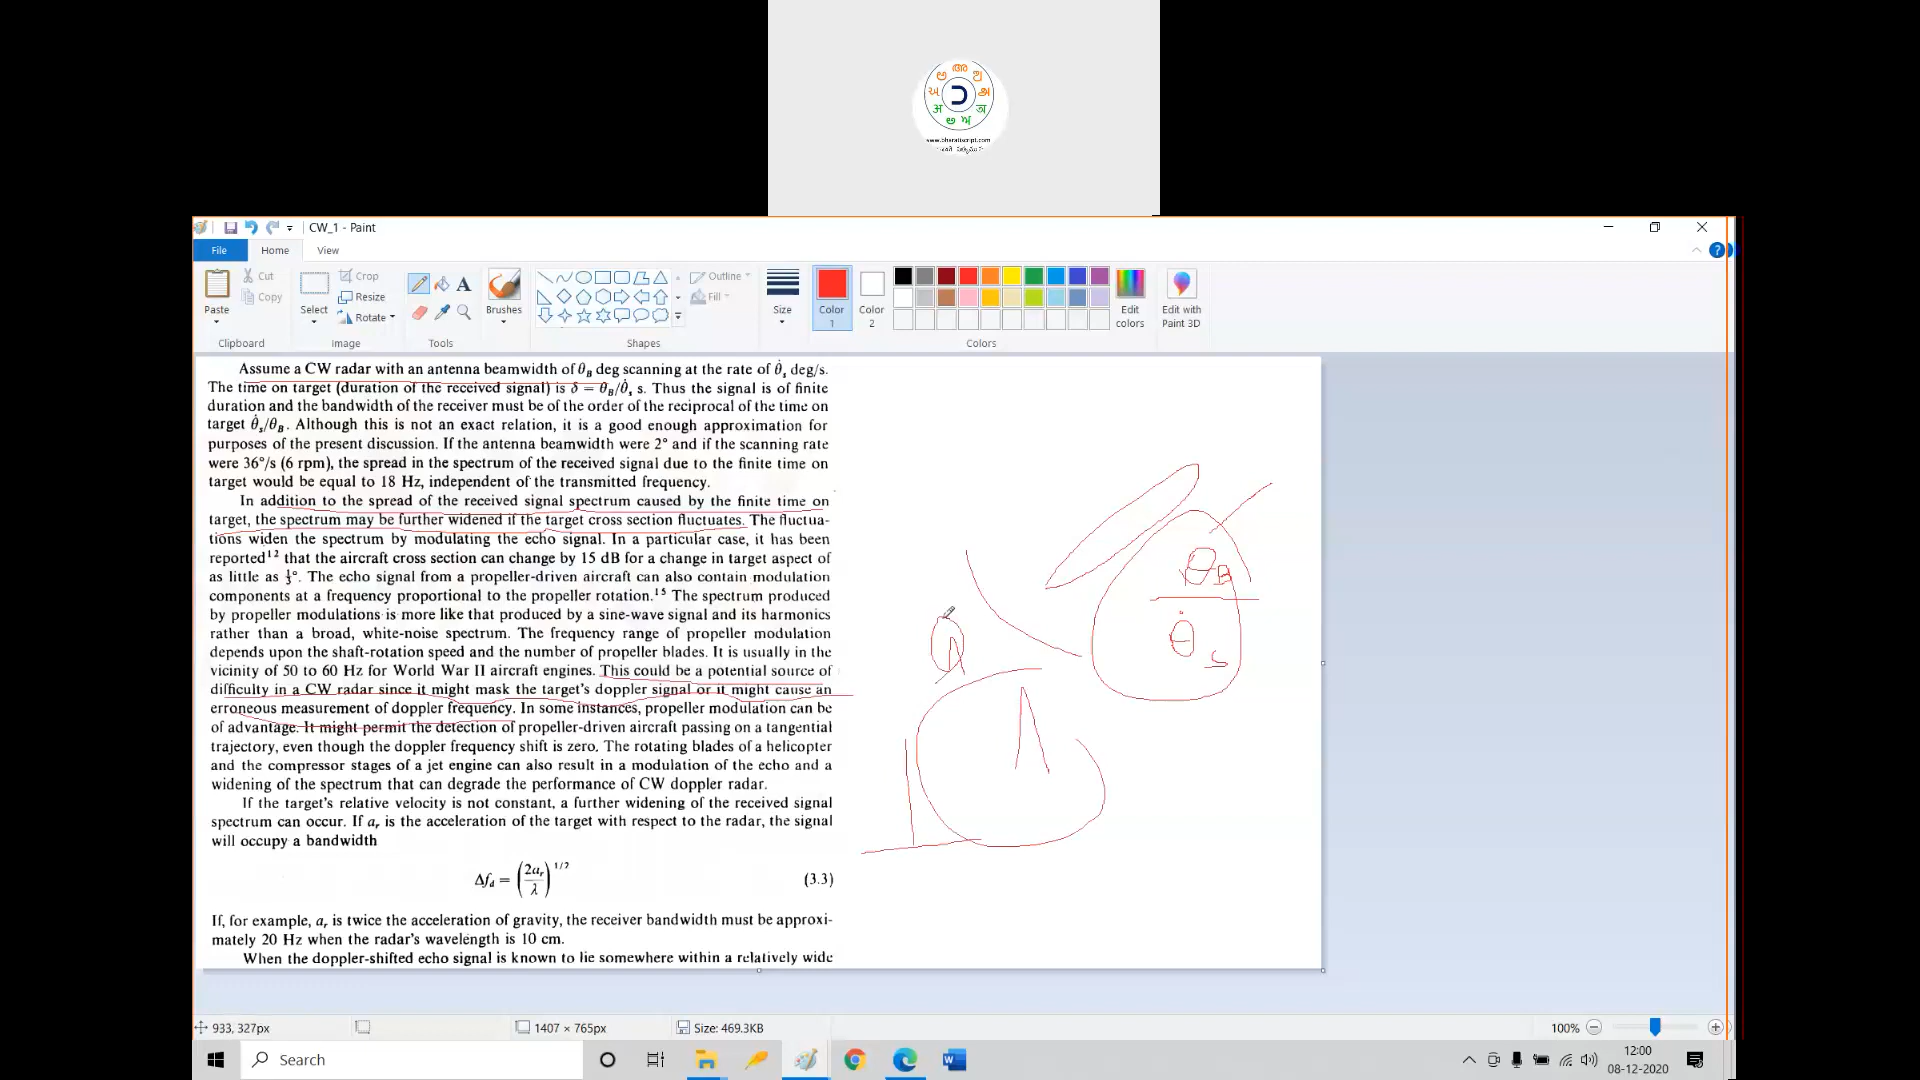 www.bharatiscript.com
CW_1 - Paint
File
Home
View
Paste
Cut
Copy
Clipboard
Select
Crop
Resize
Rotate
Image
Tools
Brushes
Shapes
Outline
Fill
Size
Color 1
Color 2
Edit colors
Edit with Paint 3D
Colors
Assume a CW radar with an antenna beamwidth of θB deg scanning at the rate of θ̇s deg/s.
The time on target (duration of the received signal) is δ = θB/θ̇s s. Thus the signal is of finite
duration and the bandwidth of the receiver must be of the order of the reciprocal of the time on
target θ̇s/θB. Although this is not an exact relation, it is a good enough approximation for
purposes of the present discussion. If the antenna beamwidth were 2° and if the scanning rate
were 36°/s (6 rpm), the spread in the spectrum of the received signal due to the finite time on
target would be equal to 18 Hz, independent of the transmitted frequency.
In addition to the spread of the received signal spectrum caused by the finite time on
target, the spectrum may be further widened if the target cross section fluctuates. The fluctua-
tions widen the spectrum by modulating the echo signal. In a particular case, it has been
reported¹² that the aircraft cross section can change by 15 dB for a change in target aspect of
as little as ⅓°. The echo signal from a propeller-driven aircraft can also contain modulation
components at a frequency proportional to the propeller rotation.¹⁵ The spectrum produced
by propeller modulations is more like that produced by a sine-wave signal and its harmonics
rather than a broad, white-noise spectrum. The frequency range of propeller modulation
depends upon the shaft-rotation speed and the number of propeller blades. It is usually in the
vicinity of 50 to 60 Hz for World War II aircraft engines. This could be a potential source of
difficulty in a CW radar since it might mask the target's doppler signal or it might cause an
erroneous measurement of doppler frequency. In some instances, propeller modulation can be
of advantage. It might permit the detection of propeller-driven aircraft passing on a tangential
trajectory, even though the doppler frequency shift is zero. The rotating blades of a helicopter
and the compressor stages of a jet engine can also result in a modulation of the echo and a
widening of the spectrum that can degrade the performance of CW doppler radar.
If the target's relative velocity is not constant, a further widening of the received signal
spectrum can occur. If ar is the acceleration of the target with respect to the radar, the signal
will occupy a bandwidth
Δfd = (2ar/λ)^1/2 (3.3)
If, for example, ar is twice the acceleration of gravity, the receiver bandwidth must be approxi-
mately 20 Hz when the radar's wavelength is 10 cm.
When the doppler-shifted echo signal is known to lie somewhere within a relatively wide
θB
θ̇s
933, 327px
1407 × 765px
Size: 469.3KB
100%
Search
12:00
08-12-2020